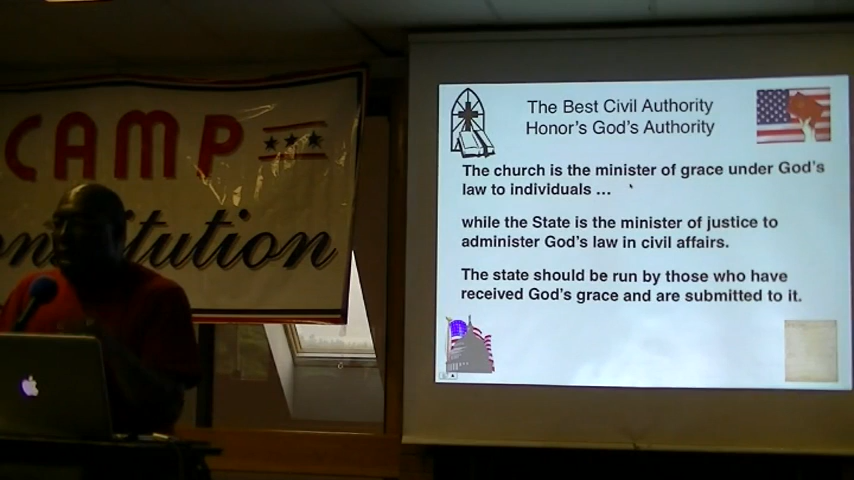 CAMP
onstitution
The Best Civil Authority
Honor's God's Authority
The church is the minister of grace under God's
law to individuals ...
while the State is the minister of justice to
administer God's law in civil affairs.
The state should be run by those who have
received God's grace and are submitted to it.